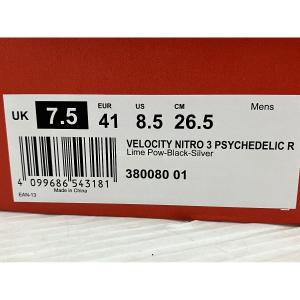 Mens
UK 7.5 EUR 41 US 8.5 CM 26.5
VELOCITY NITRO 3 PSYCHEDELIC R
Lime Pow-Black-Silver
380080 01
4 099686 543181
EAN-13
Made in China